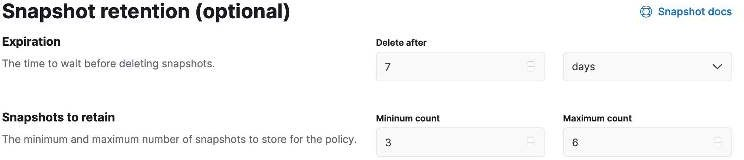 Snapshot retention (optional)
Snapshot docs
Expiration
The time to wait before deleting snapshots.
Delete after
7
days
Snapshots to retain
The minimum and maximum number of snapshots to store for the policy.
Mininum count
3
Maximum count
6